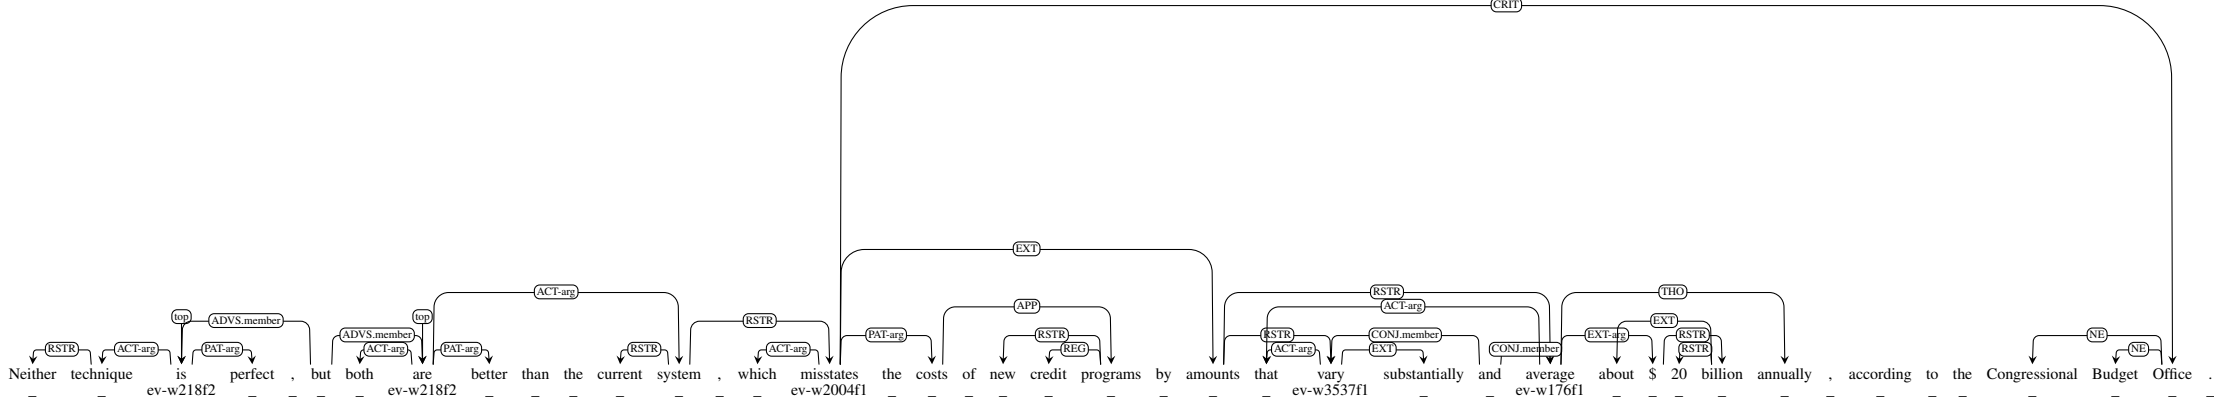 CRIT
EXT
ACT-arg RSTR THO
APP ACT-arg
top ADVS.member top RSTR EXT
ADVS.member PAT-arg RSTR RSTR CONJ.member EXT-arg RSTR NE
RSTR ACT-arg PAT-arg ACT-arg PAT-arg RSTR ACT-arg REG ACT-arg EXT CONJ.member RSTR NE
Neither technique is perfect , but both are better than the current system , which misstates the costs of new credit programs by amounts that vary substantially and average about $ 20 billion annually , according to the Congressional Budget Office .
_ _ ev-w218f2 _ _ _ _ ev-w218f2 _ _ _ _ _ _ _ ev-w2004f1 _ _ _ _ _ _ _ _ _ ev-w3537f1 _ _ ev-w176f1 _ _ _ _ _ _ _ _ _ _ _ _ _